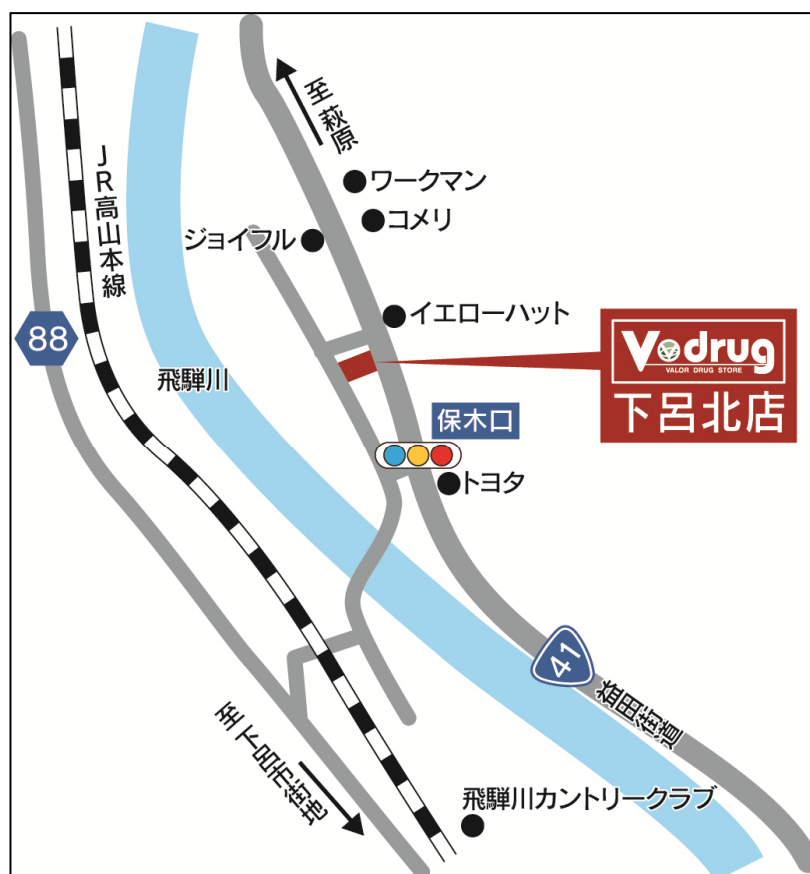 至萩原
ワークマン
コメリ
ジョイフル
JR高山本線
イエローハット
88
飛騨川
Vdrug
VALOR DRUG STORE
下呂北店
保木口
トヨタ
41
益田街道
至下呂市街地
飛騨川カントリークラブ